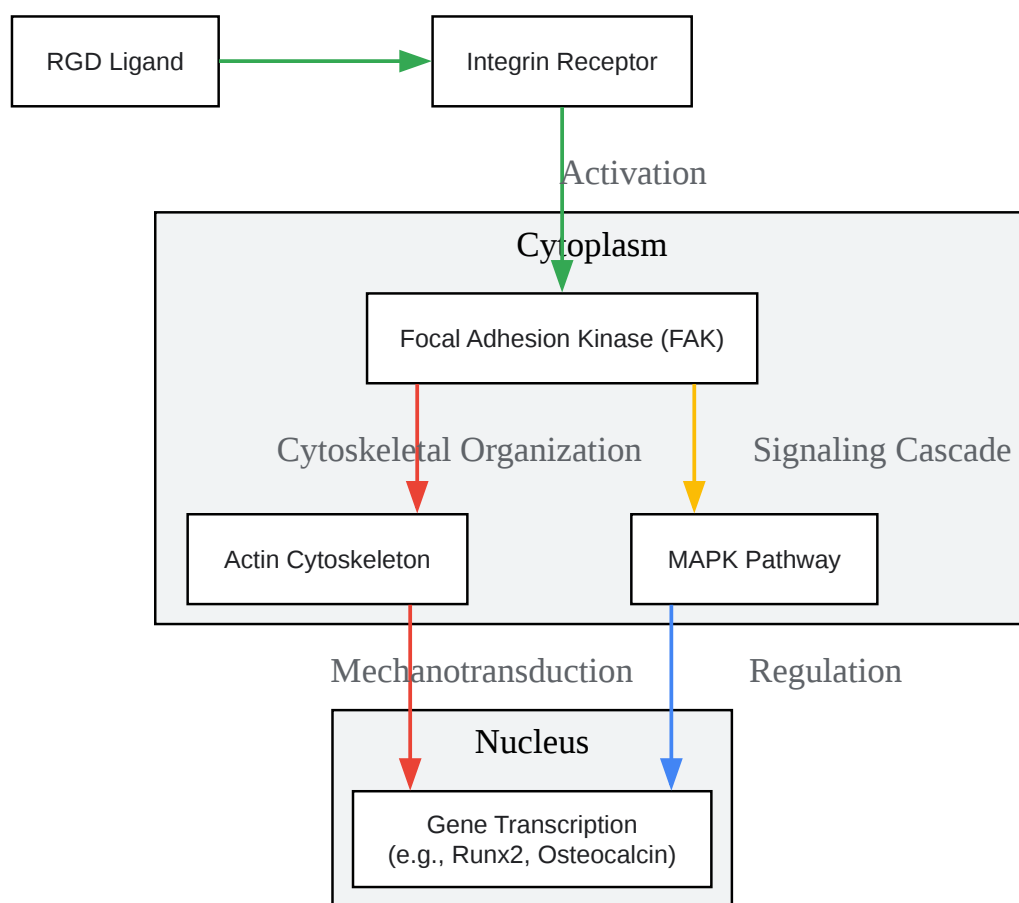 RGD Ligand
Integrin Receptor
Activation
Cytoplasm
Focal Adhesion Kinase (FAK)
Cytoskeletal Organization
Signaling Cascade
Actin Cytoskeleton
MAPK Pathway
Mechanotransduction
Regulation
Nucleus
Gene Transcription
(e.g., Runx2, Osteocalcin)